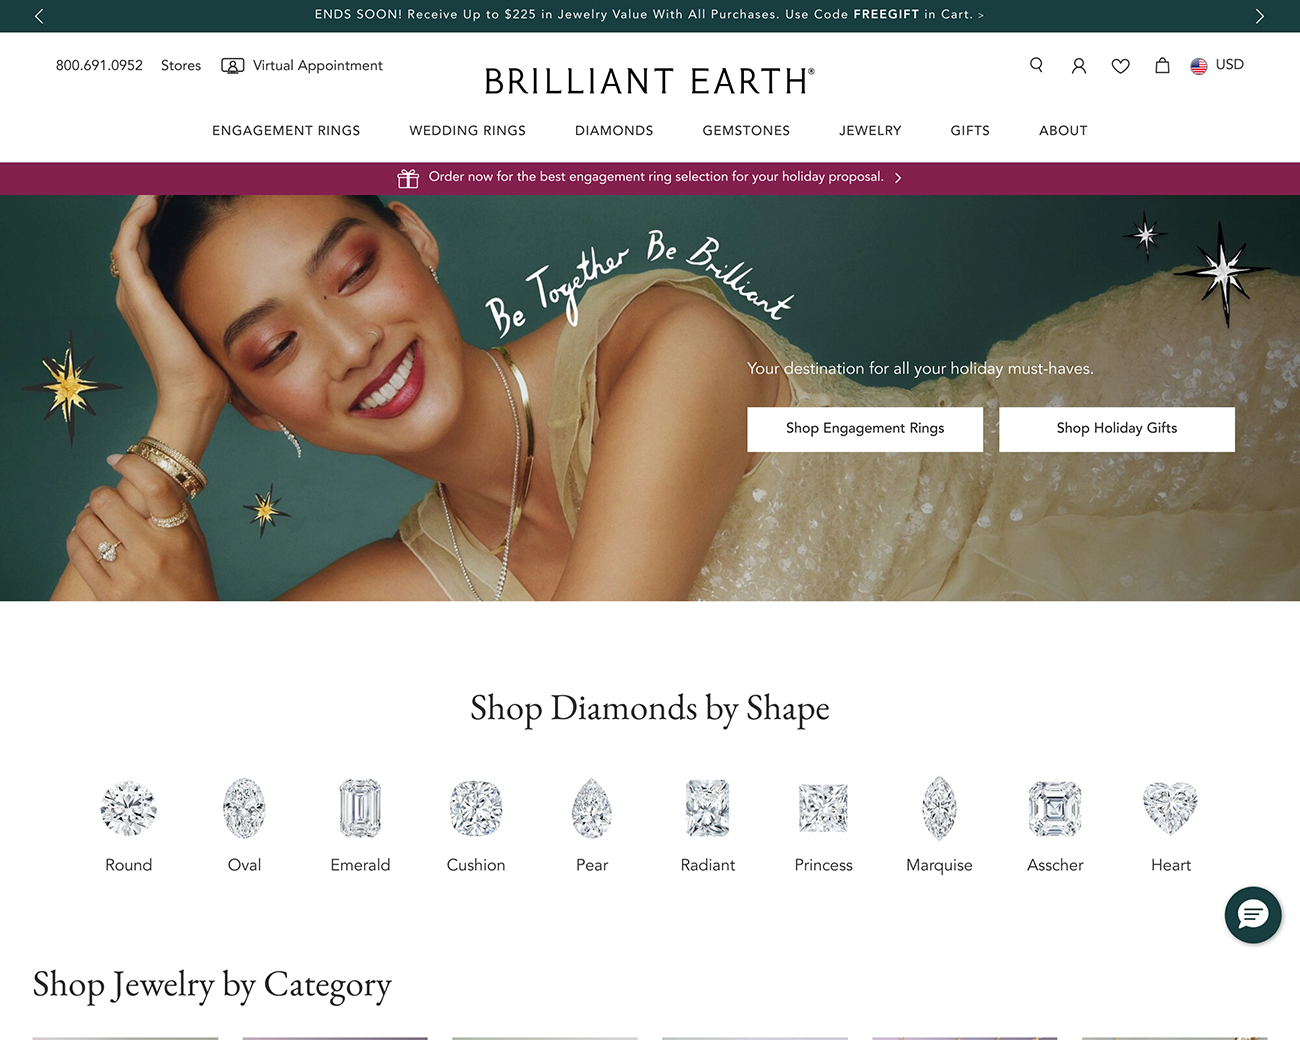 ENDS SOON! Receive Up to $225 in Jewelry Value With All Purchases. Use Code FREEGIFT in Cart. >
800.691.0952 Stores Virtual Appointment
BRILLIANT EARTH®
USD
ENGAGEMENT RINGS WEDDING RINGS DIAMONDS GEMSTONES JEWELRY GIFTS ABOUT
Order now for the best engagement ring selection for your holiday proposal.
Be Together Be Brilliant
Your destination for all your holiday must-haves.
Shop Engagement Rings Shop Holiday Gifts
Shop Diamonds by Shape
Round Oval Emerald Cushion Pear Radiant Princess Marquise Asscher Heart
Shop Jewelry by Category